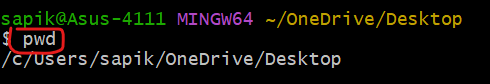 sapik@Asus-4111 MINGW64 ~/OneDrive/Desktop
$ pwd
/c/Users/sapik/OneDrive/Desktop